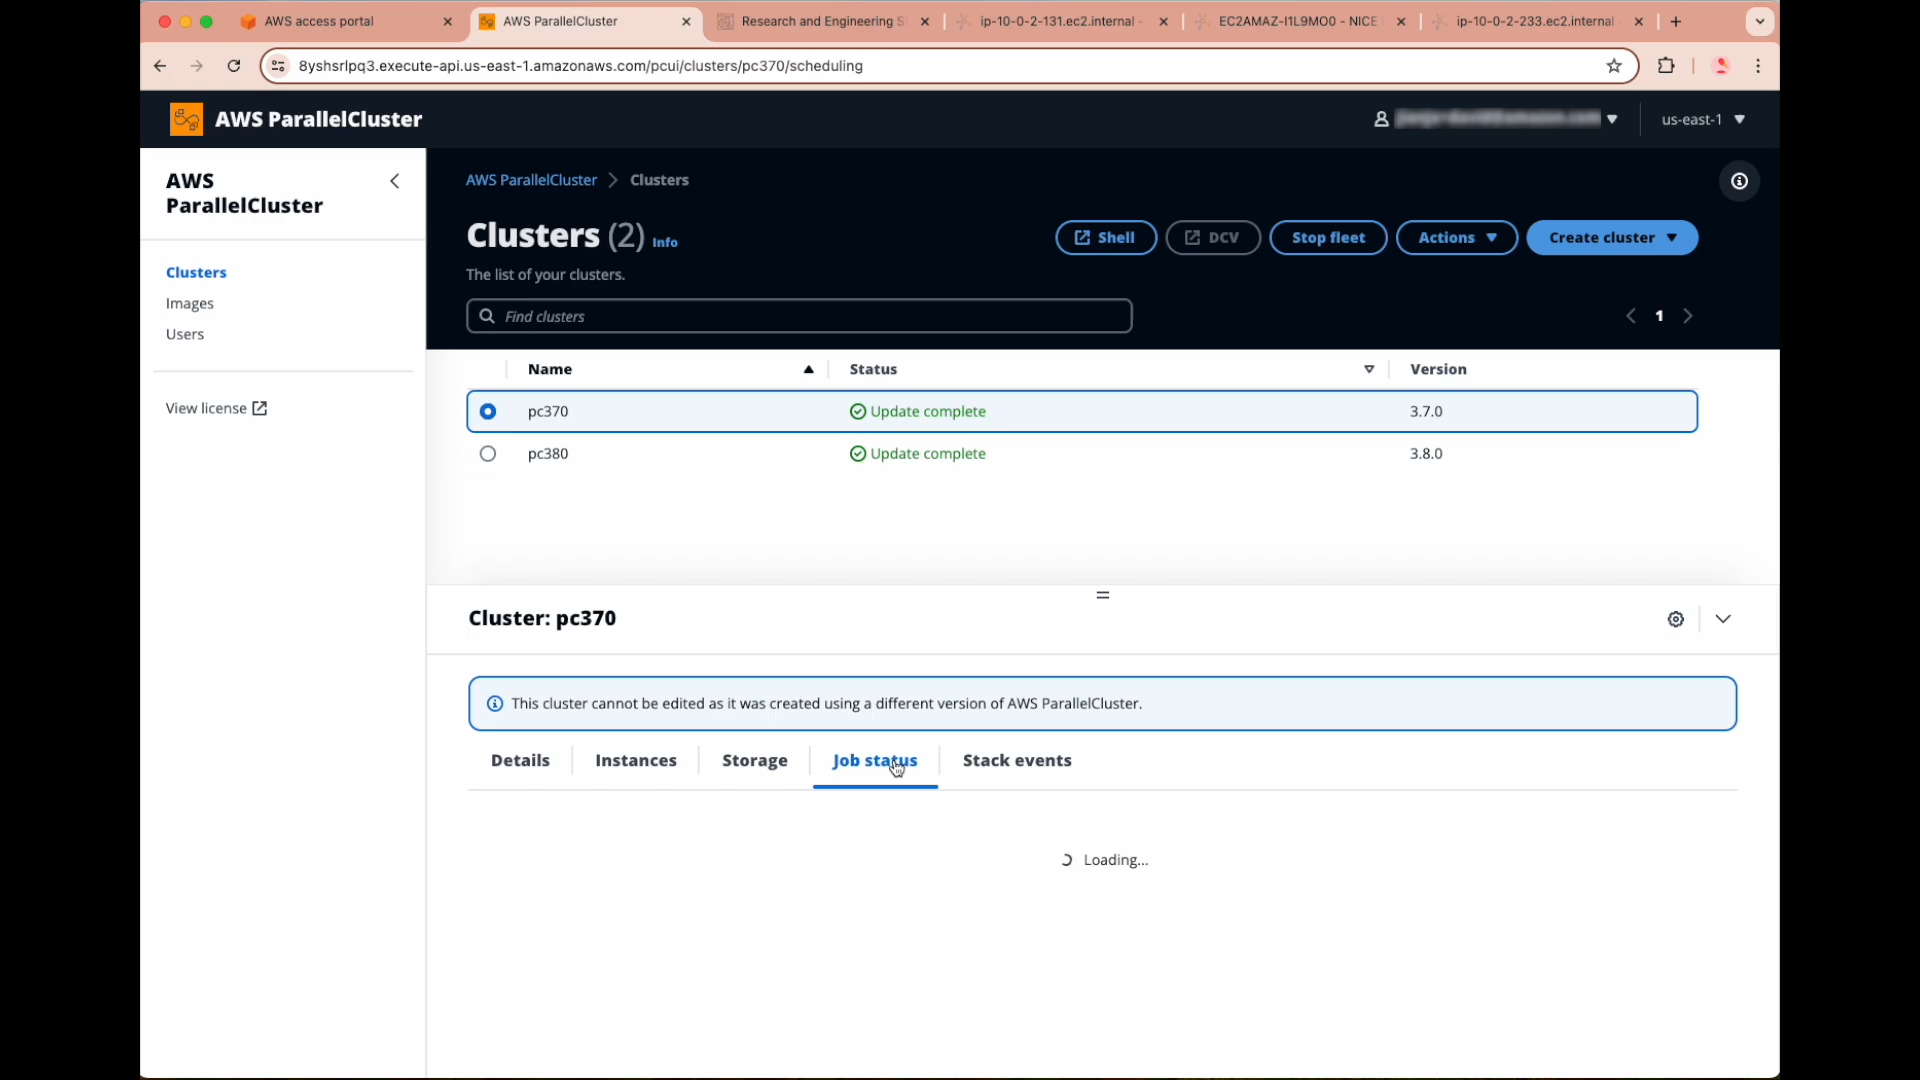 AWS access portal
AWS ParallelCluster
Research and Engineering S
ip-10-0-2-131.ec2.internal -
EC2AMAZ-I1L9MO0 - NICE
ip-10-0-2-233.ec2.internal
8yshsrlpq3.execute-api.us-east-1.amazonaws.com/pcui/clusters/pc370/scheduling
AWS ParallelCluster
us-east-1
AWS
ParallelCluster
Clusters
Images
Users
View license
AWS ParallelCluster > Clusters
Clusters (2) Info
Shell
DCV
Stop fleet
Actions
Create cluster
The list of your clusters.
Find clusters
1
Name Status Version
pc370 Update complete 3.7.0
pc380 Update complete 3.8.0
Cluster: pc370
This cluster cannot be edited as it was created using a different version of AWS ParallelCluster.
Details Instances Storage Job status Stack events
Loading...